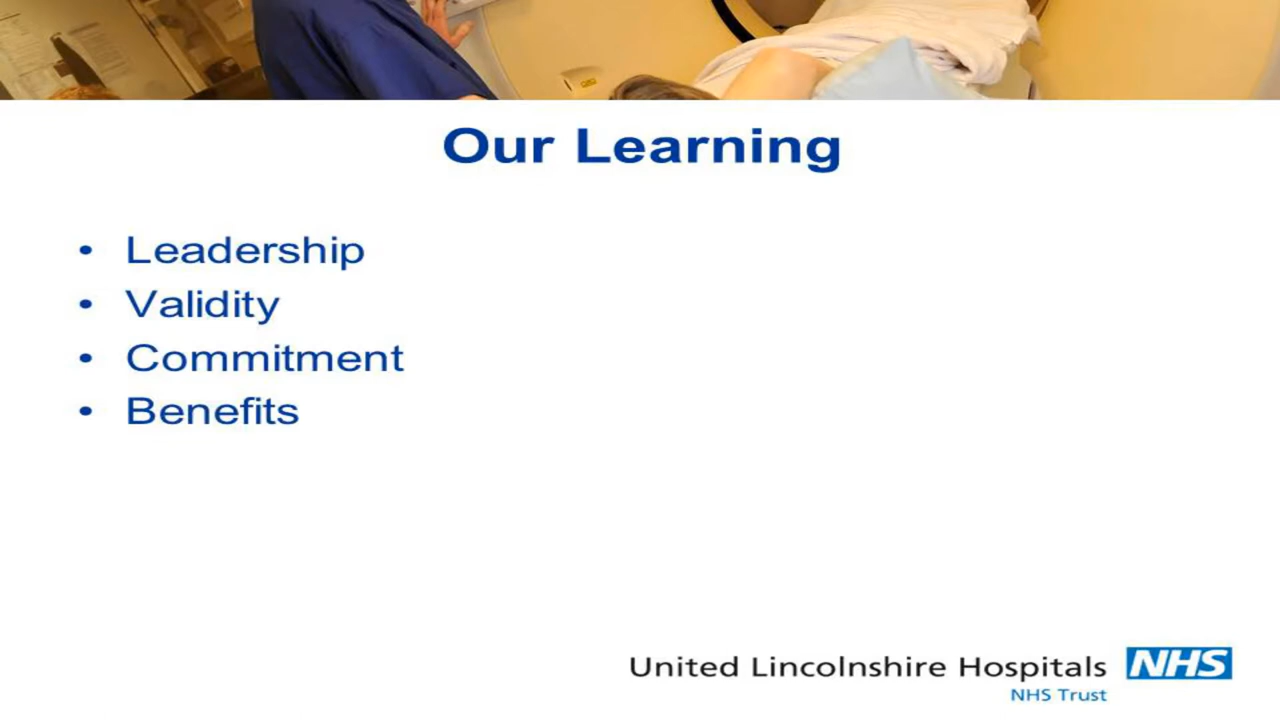 Our Learning
• Leadership
• Validity
• Commitment
• Benefits
United Lincolnshire Hospitals NHS
NHS Trust